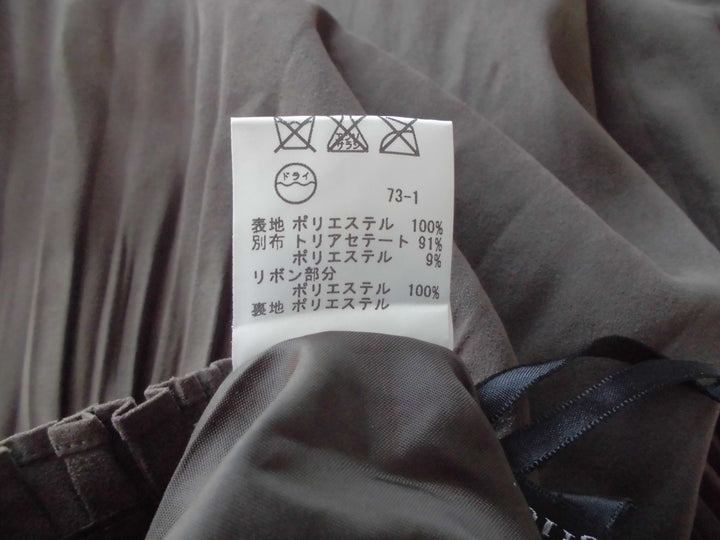 ドライ
73-1
表地 ポリエステル 100%
別布 トリアセテート 91%
ポリエステル 9%
リボン部分
ポリエステル 100%
裏地 ポリエステル